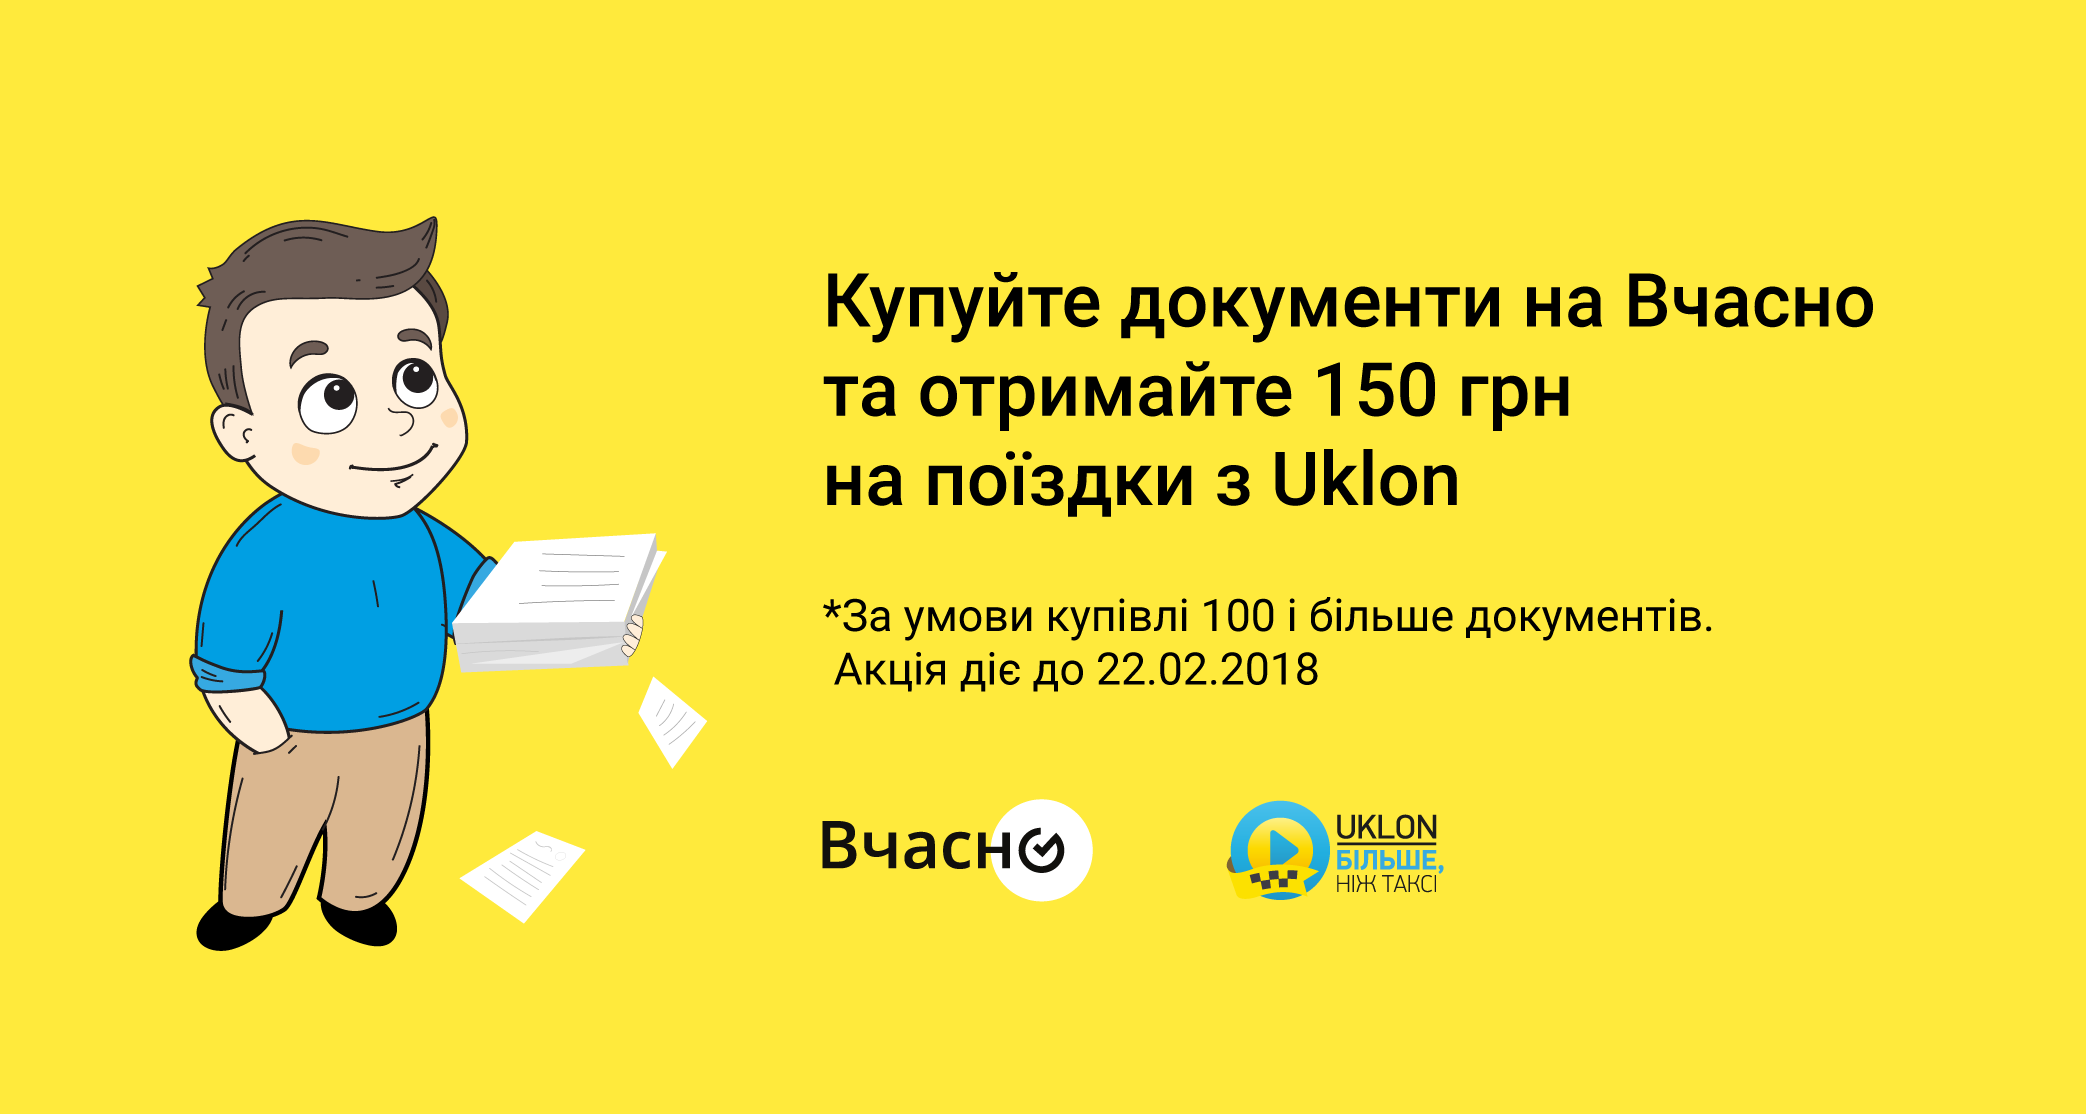 Купуйте документи на Вчасно
та отримайте 150 грн
на поїздки з Uklon
*За умови купівлі 100 і більше документів.
Акція діє до 22.02.2018
Вчасно
UKLON
БІЛЬШЕ,
НІЖ ТАКСІ